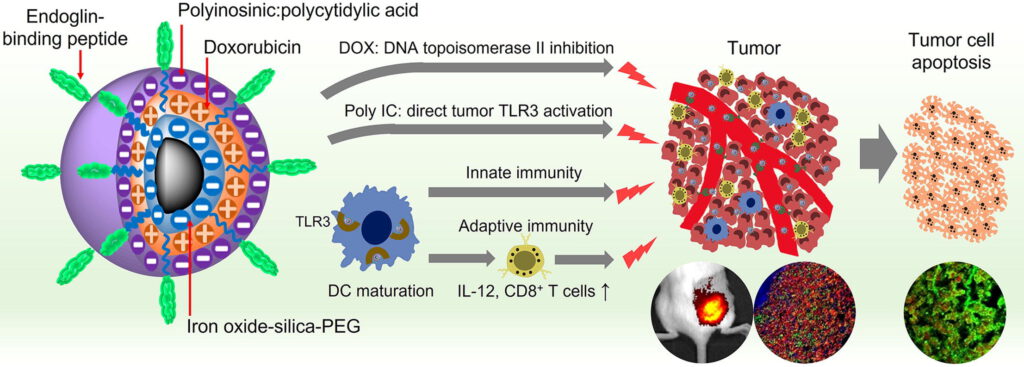 Endoglin-
binding peptide
Polyinosinic:polycytidylic acid
Doxorubicin
Iron oxide-silica-PEG
DOX: DNA topoisomerase II inhibition
Poly IC: direct tumor TLR3 activation
Innate immunity
TLR3
Adaptive immunity
DC maturation
IL-12, CD8⁺ T cells ↑
Tumor
Tumor cell
apoptosis